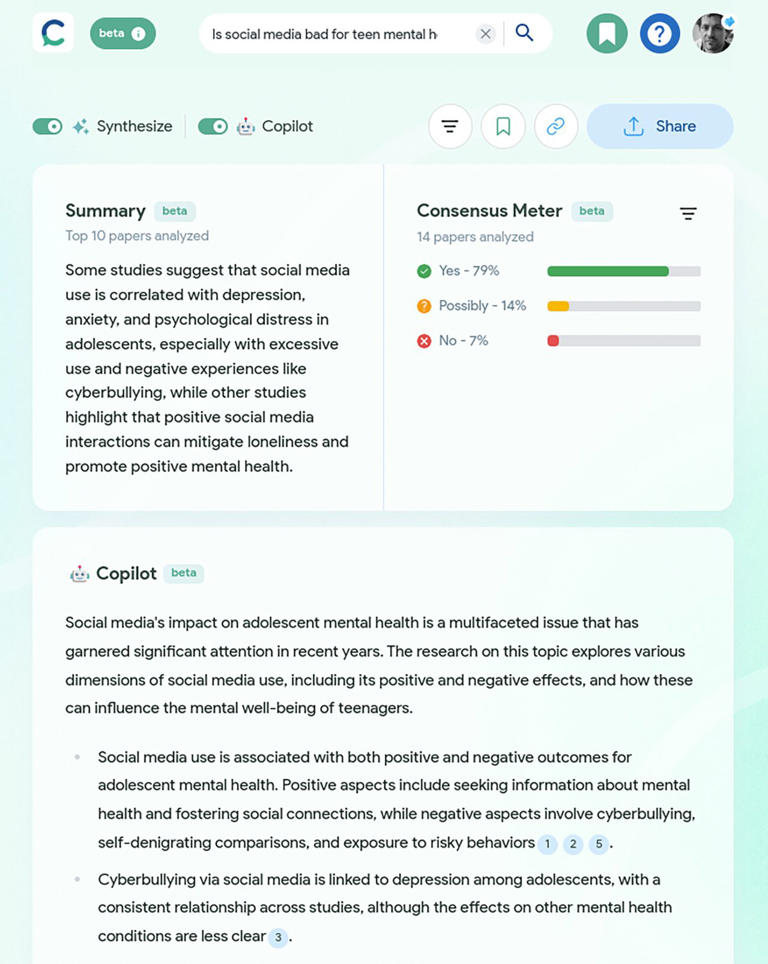 beta
Is social media bad for teen mental h
Synthesize
Copilot
Share
Summary beta
Top 10 papers analyzed
Some studies suggest that social media
use is correlated with depression,
anxiety, and psychological distress in
adolescents, especially with excessive
use and negative experiences like
cyberbullying, while other studies
highlight that positive social media
interactions can mitigate loneliness and
promote positive mental health.
Consensus Meter beta
14 papers analyzed
Yes - 79%
Possibly - 14%
No - 7%
Copilot beta
Social media's impact on adolescent mental health is a multifaceted issue that has
garnered significant attention in recent years. The research on this topic explores various
dimensions of social media use, including its positive and negative effects, and how these
can influence the mental well-being of teenagers.
Social media use is associated with both positive and negative outcomes for
adolescent mental health. Positive aspects include seeking information about mental
health and fostering social connections, while negative aspects involve cyberbullying,
self-denigrating comparisons, and exposure to risky behaviors 1 2 5 .
Cyberbullying via social media is linked to depression among adolescents, with a
consistent relationship across studies, although the effects on other mental health
conditions are less clear 3 .